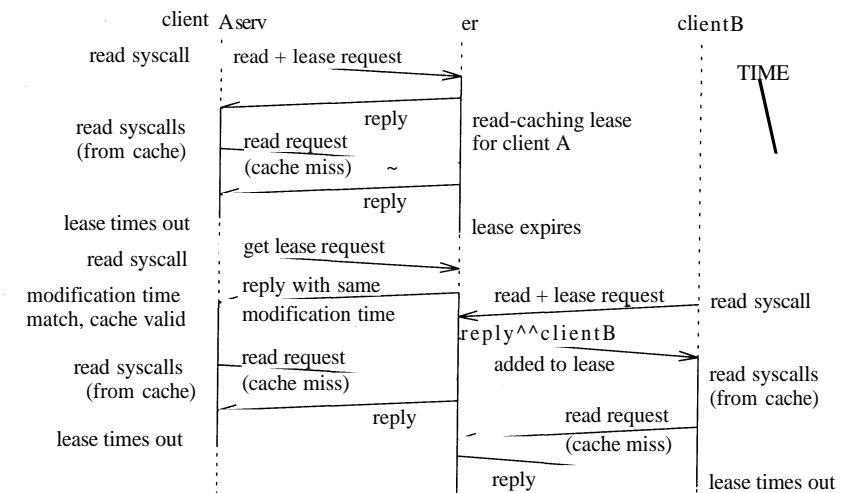 client Aserv er clientB
read syscall read + lease request
TIME
reply
read syscalls
(from cache)
read-caching lease
for client A
read request
(cache miss) ~
reply
lease times out
lease expires
get lease request
read syscall
reply with same
modification time
match, cache valid
modification time
read + lease request
read syscall
reply^^clientB
added to lease
read syscalls
(from cache)
read request
(cache miss)
read syscalls
(from cache)
reply
read request
(cache miss)
lease times out
reply
lease times out